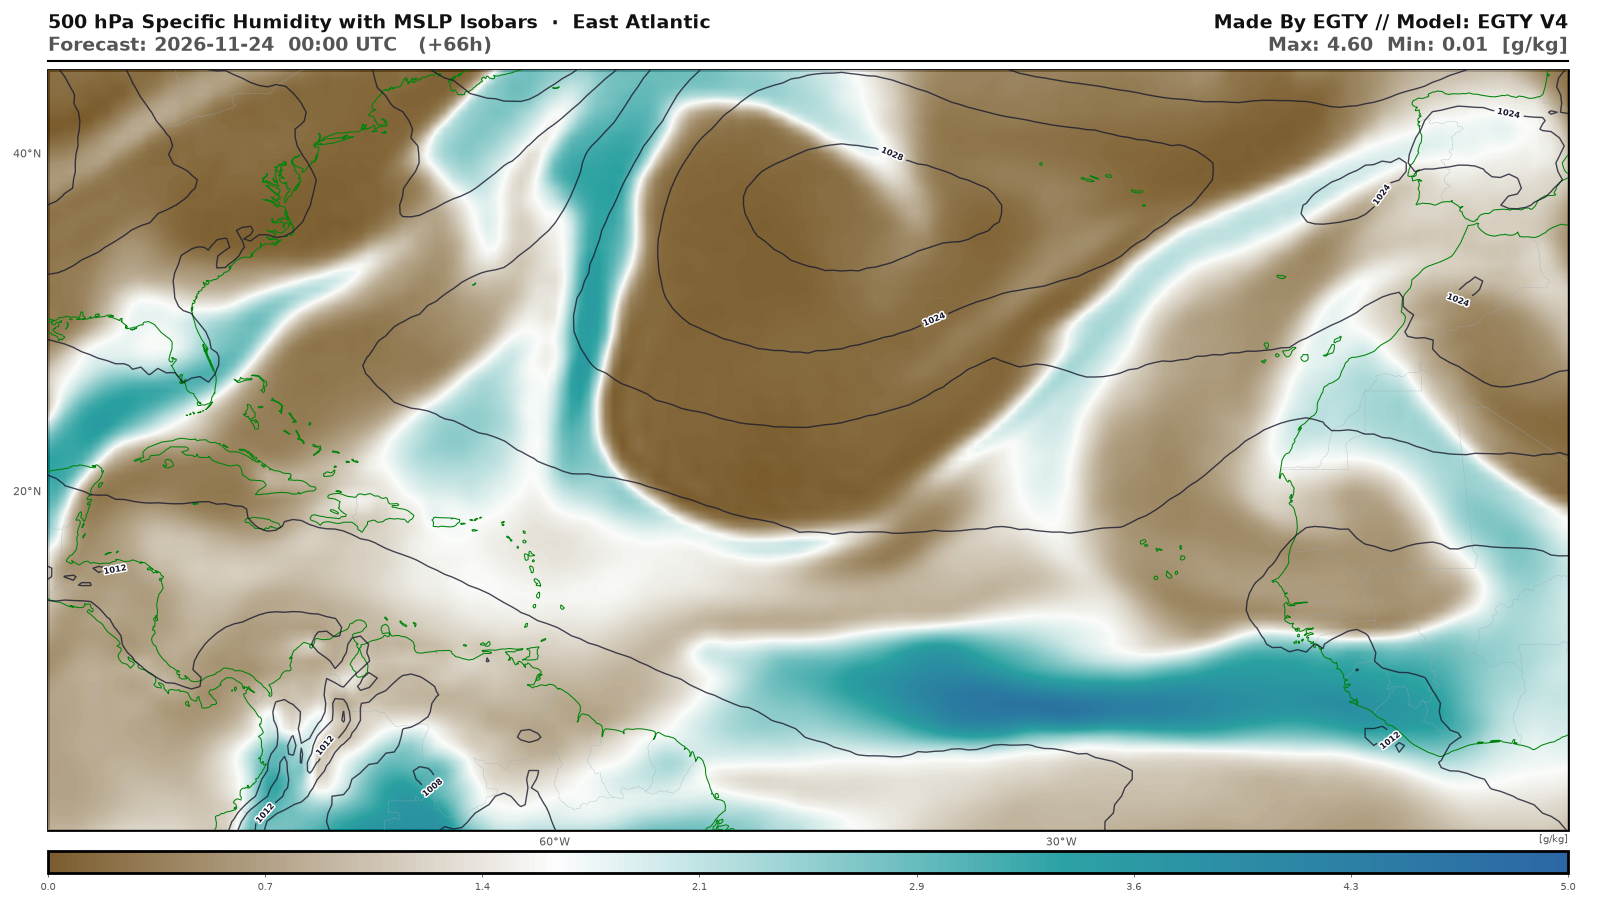 500 hPa Specific Humidity with MSLP Isobars · East Atlantic
Made By EGTY // Model: EGTY V4
Forecast: 2026-11-24 00:00 UTC (+66h)
Max: 4.60 Min: 0.01 [g/kg]
1024
40°N
1028
1024
1024
1024
20°N
1012
1012
1012
1008
1012
60°W
30°W
[g/kg]
0.0 0.7 1.4 2.1 2.9 3.6 4.3 5.0